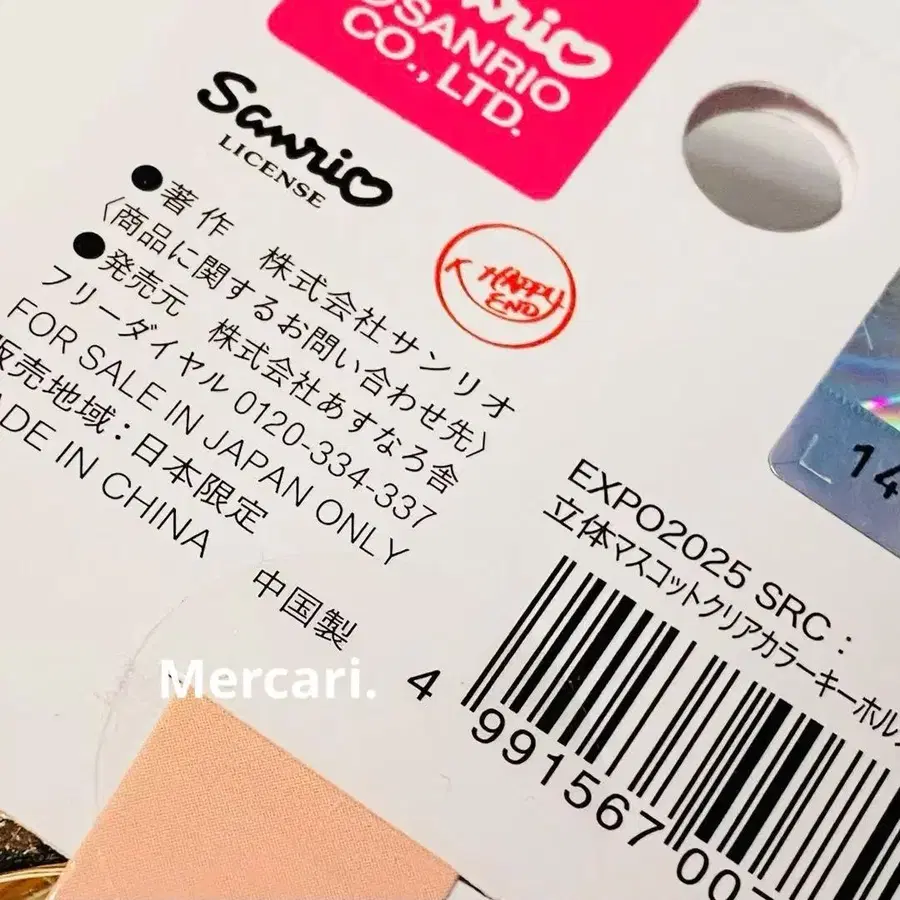 Sanrio
©SANRIO
CO., LTD.
Sanrio
LICENSE
●著作 株式会社サンリオ
〈商品に関するお問い合わせ先〉
●発売元 株式会社あすなろ舎
フリーダイヤル 0120-334-337
FOR SALE IN JAPAN ONLY
販売地域：日本限定
MADE IN CHINA
中国製
HAPPY
END
14
EXPO2025 SRC：
立体マスコットクリアカラーキーホル
4 991567 00
Mercari.